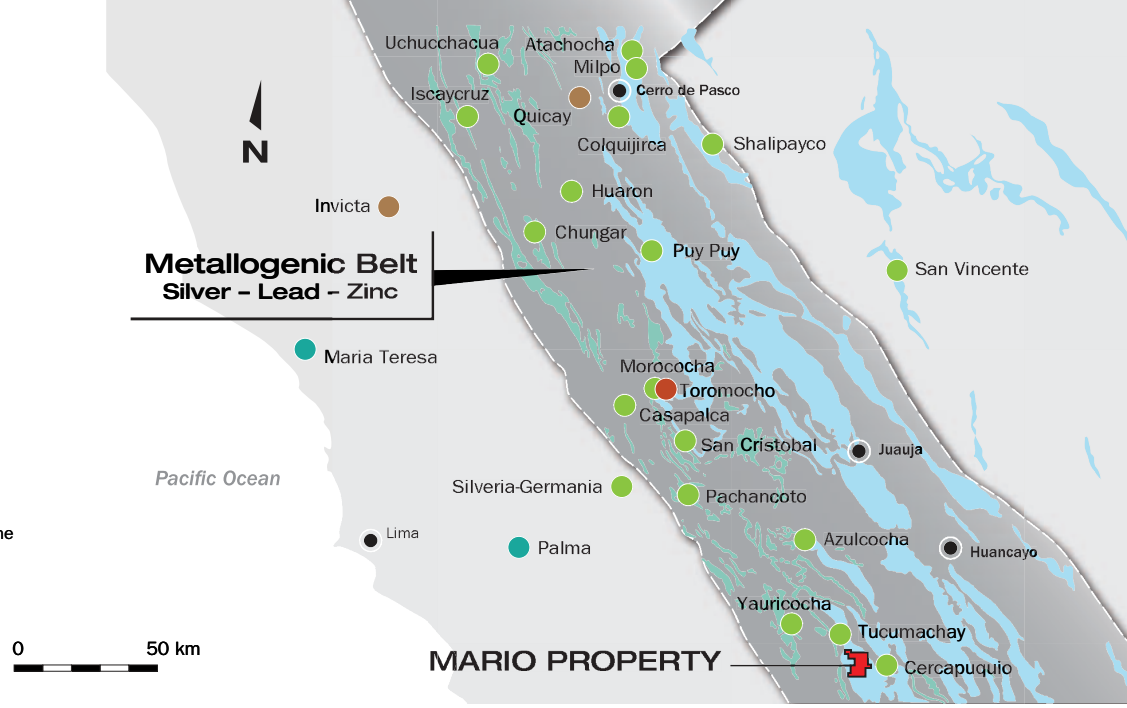 Uchucchacua
Atachocha
Milpo
Iscaycruz
Cerro de Pasco
Quicay
Colquijirca
Shalipayco
N
Huaron
Invicta
Chungar
Puy Puy
Metallogenic Belt
Silver - Lead - Zinc
San Vincente
Maria Teresa
Morococha
Toromocho
Casapalca
San Cristobal
Juauja
Pacific Ocean
Silveria-Germania
Pachancoto
ne
Lima
Palma
Azulcocha
Huancayo
Yauricocha
Tucumachay
0 50 km
MARIO PROPERTY
Cercapuquio